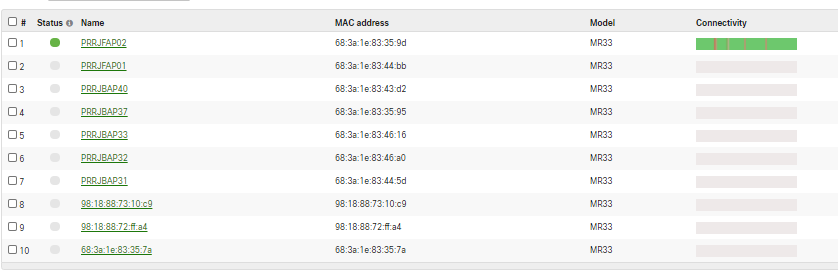 # Status i Name MAC address Model Connectivity
1 PRRJFAP02 68:3a:1e:83:35:9d MR33
2 PRRJFAP01 68:3a:1e:83:44:bb MR33
3 PRRJBAP40 68:3a:1e:83:43:d2 MR33
4 PRRJBAP37 68:3a:1e:83:35:95 MR33
5 PRRJBAP33 68:3a:1e:83:46:16 MR33
6 PRRJBAP32 68:3a:1e:83:46:a0 MR33
7 PRRJBAP31 68:3a:1e:83:44:5d MR33
8 98:18:88:73:10:c9 98:18:88:73:10:c9 MR33
9 98:18:88:72:ff:a4 98:18:88:72:ff:a4 MR33
10 68:3a:1e:83:35:7a 68:3a:1e:83:35:7a MR33